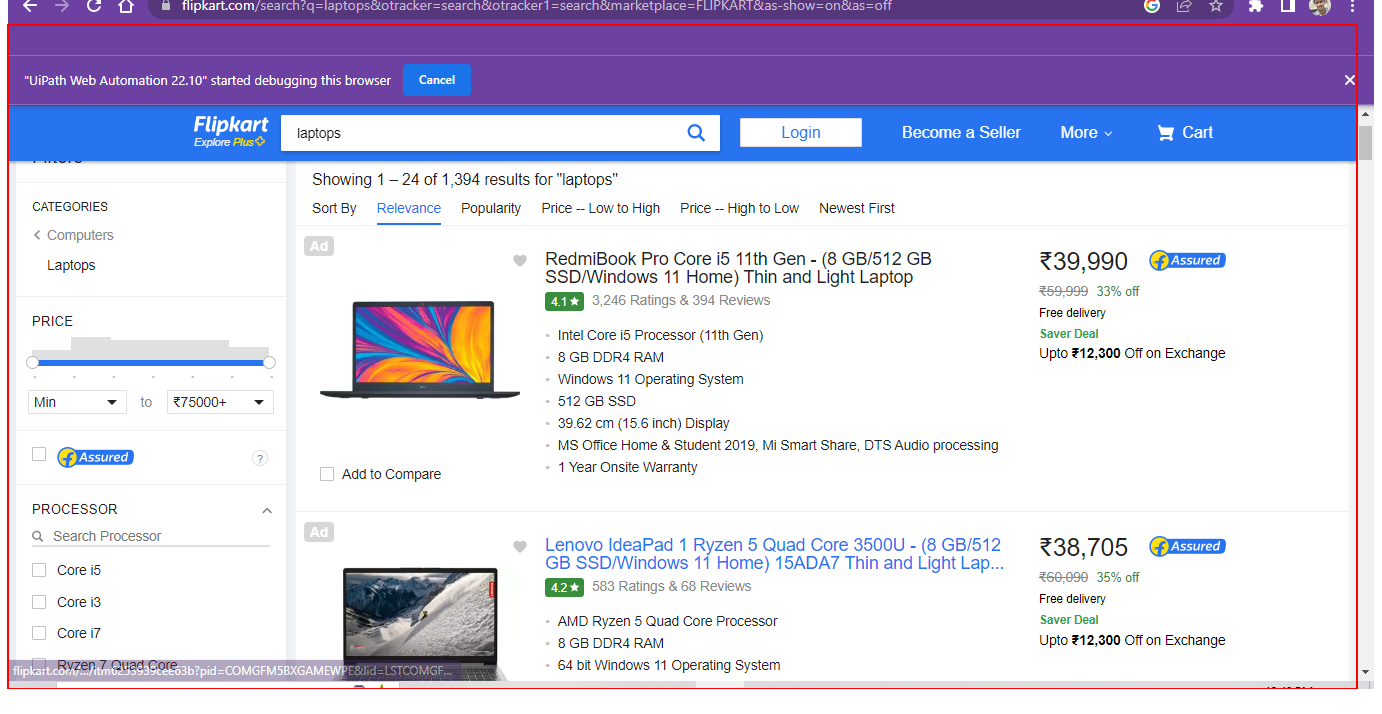 flipkart.com/search?q=laptops&otracker=search&otracker1=search&marketplace=FLIPKART&as-show=on&as=off
"UiPath Web Automation 22.10" started debugging this browser
Cancel
Flipkart
Explore Plus
laptops
Login
Become a Seller
More
Cart
Filters
CATEGORIES
Computers
Laptops
PRICE
Min
to
₹75000+
Assured
?
PROCESSOR
Search Processor
Core i5
Core i3
Core i7
Ryzen 7 Quad Core
Showing 1 – 24 of 1,394 results for "laptops"
Sort By Relevance Popularity Price -- Low to High Price -- High to Low Newest First
Ad
RedmiBook Pro Core i5 11th Gen - (8 GB/512 GB
SSD/Windows 11 Home) Thin and Light Laptop
4.1★ 3,246 Ratings & 394 Reviews
Intel Core i5 Processor (11th Gen)
8 GB DDR4 RAM
Windows 11 Operating System
512 GB SSD
39.62 cm (15.6 inch) Display
MS Office Home & Student 2019, Mi Smart Share, DTS Audio processing
1 Year Onsite Warranty
Add to Compare
₹39,990
Assured
₹59,999 33% off
Free delivery
Saver Deal
Upto ₹12,300 Off on Exchange
Ad
Lenovo IdeaPad 1 Ryzen 5 Quad Core 3500U - (8 GB/512
GB SSD/Windows 11 Home) 15ADA7 Thin and Light Lap...
4.2★ 583 Ratings & 68 Reviews
AMD Ryzen 5 Quad Core Processor
8 GB DDR4 RAM
64 bit Windows 11 Operating System
₹38,705
Assured
₹60,090 35% off
Free delivery
Saver Deal
Upto ₹12,300 Off on Exchange